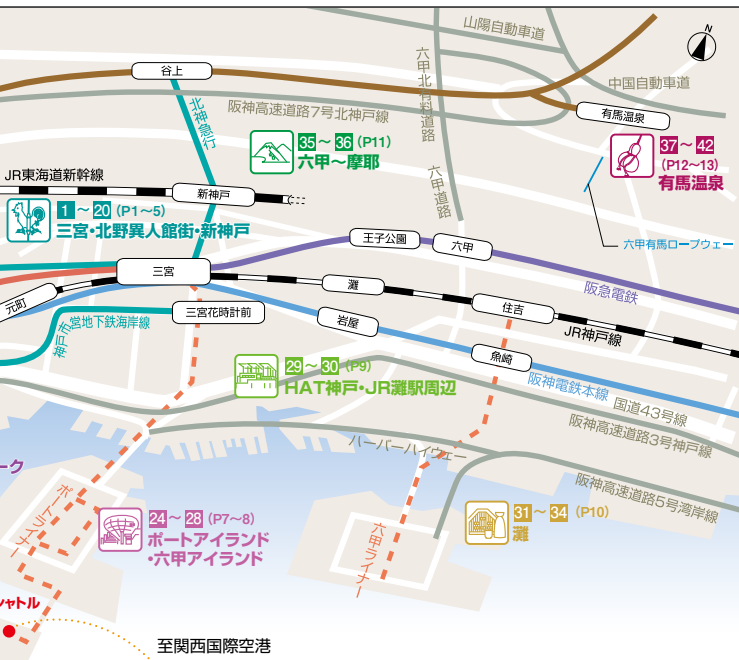 山陽自動車道
N
谷上
六甲北有料道路
中国自動車道
北神急行
阪神高速道路7号北神戸線
有馬温泉
35 ～ 36 (P11)
六甲～摩耶
37 ～ 42
(P12～13)
有馬温泉
JR東海道新幹線
六甲道路
新神戸
1 ～ 20 (P1～5)
三宮・北野異人館街・新神戸
王子公園
六甲
六甲有馬ロープウェー
三宮
灘
阪急電鉄
元町
三宮花時計前
岩屋
住吉
JR神戸線
神戸市営地下鉄海岸線
魚崎
29 ～ 30 (P9)
HAT神戸・JR灘駅周辺
阪神電鉄本線
国道43号線
阪神高速道路3号神戸線
ハーバーハイウェー
ーク
阪神高速道路5号湾岸線
ポートライナー
24 ～ 28 (P7～8)
ポートアイランド
・六甲アイランド
六甲ライナー
31 ～ 34 (P10)
灘
シャトル
至関西国際空港